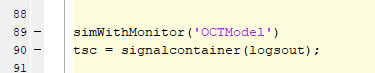 88
89 – simWithMonitor('OCTModel')
90 – tsc = signalcontainer(logsout);
91